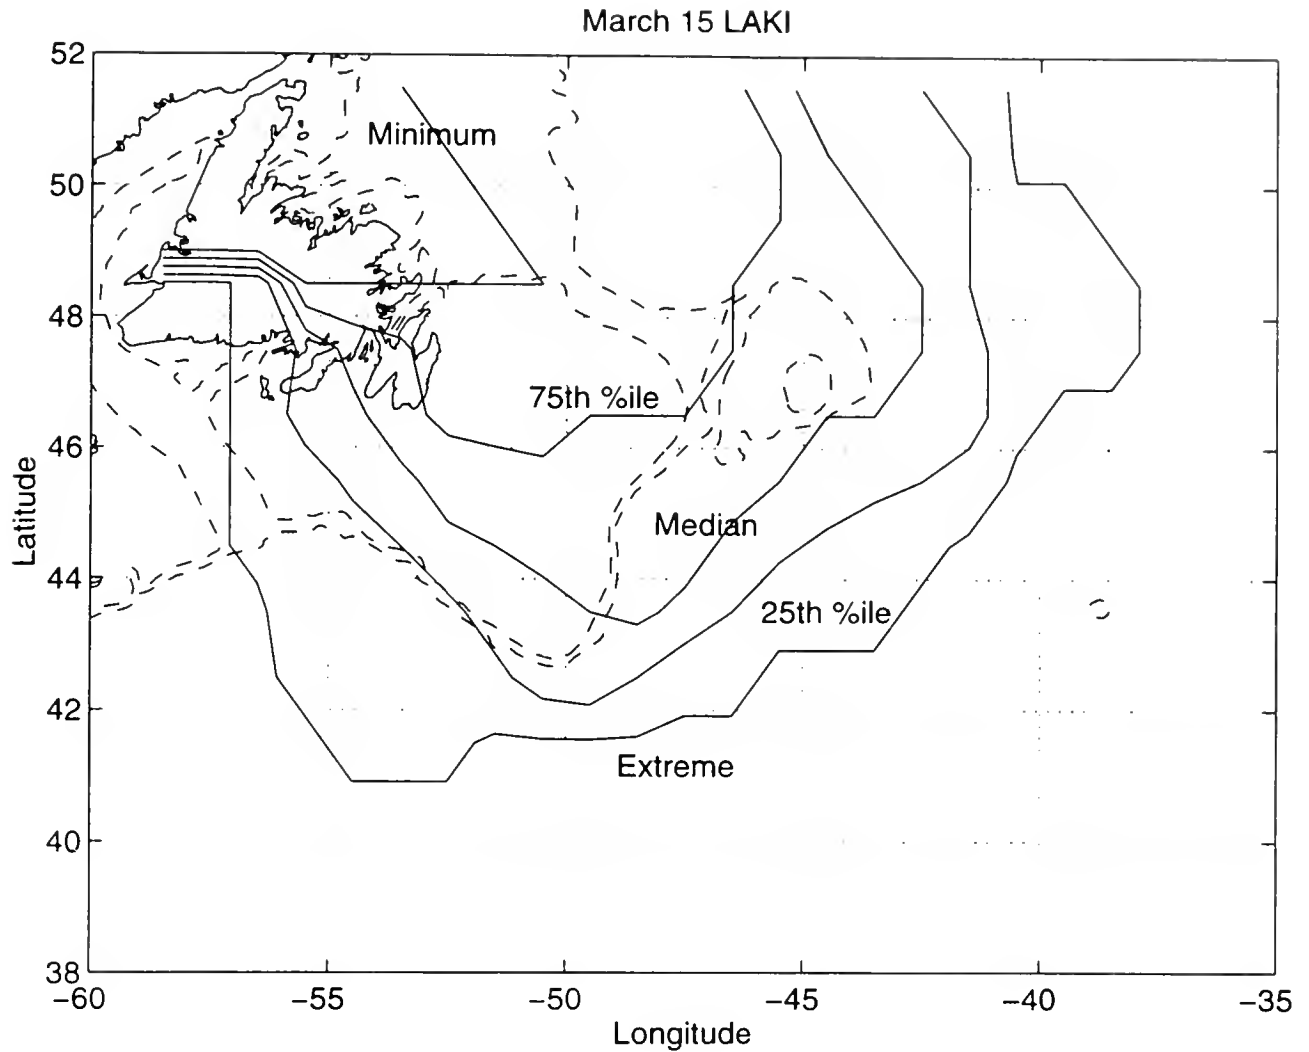 March 15 LAKI
52
Minimum
50
48
75th %ile
46
Latitude
Median
44
25th %ile
42
Extreme
40
38
−60 −55 −50 −45 −40 −35
Longitude